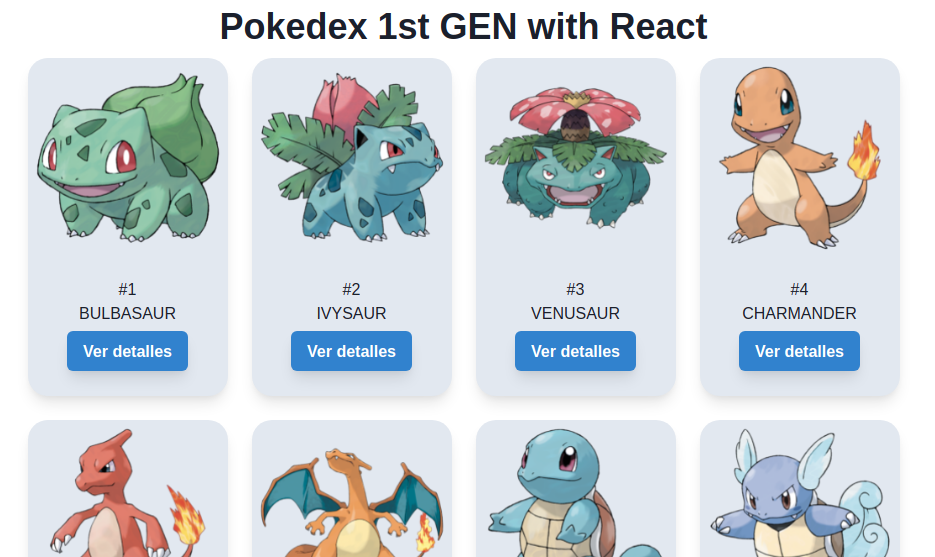 Pokedex 1st GEN with React
#1
BULBASAUR
Ver detalles
#2
IVYSAUR
Ver detalles
#3
VENUSAUR
Ver detalles
#4
CHARMANDER
Ver detalles